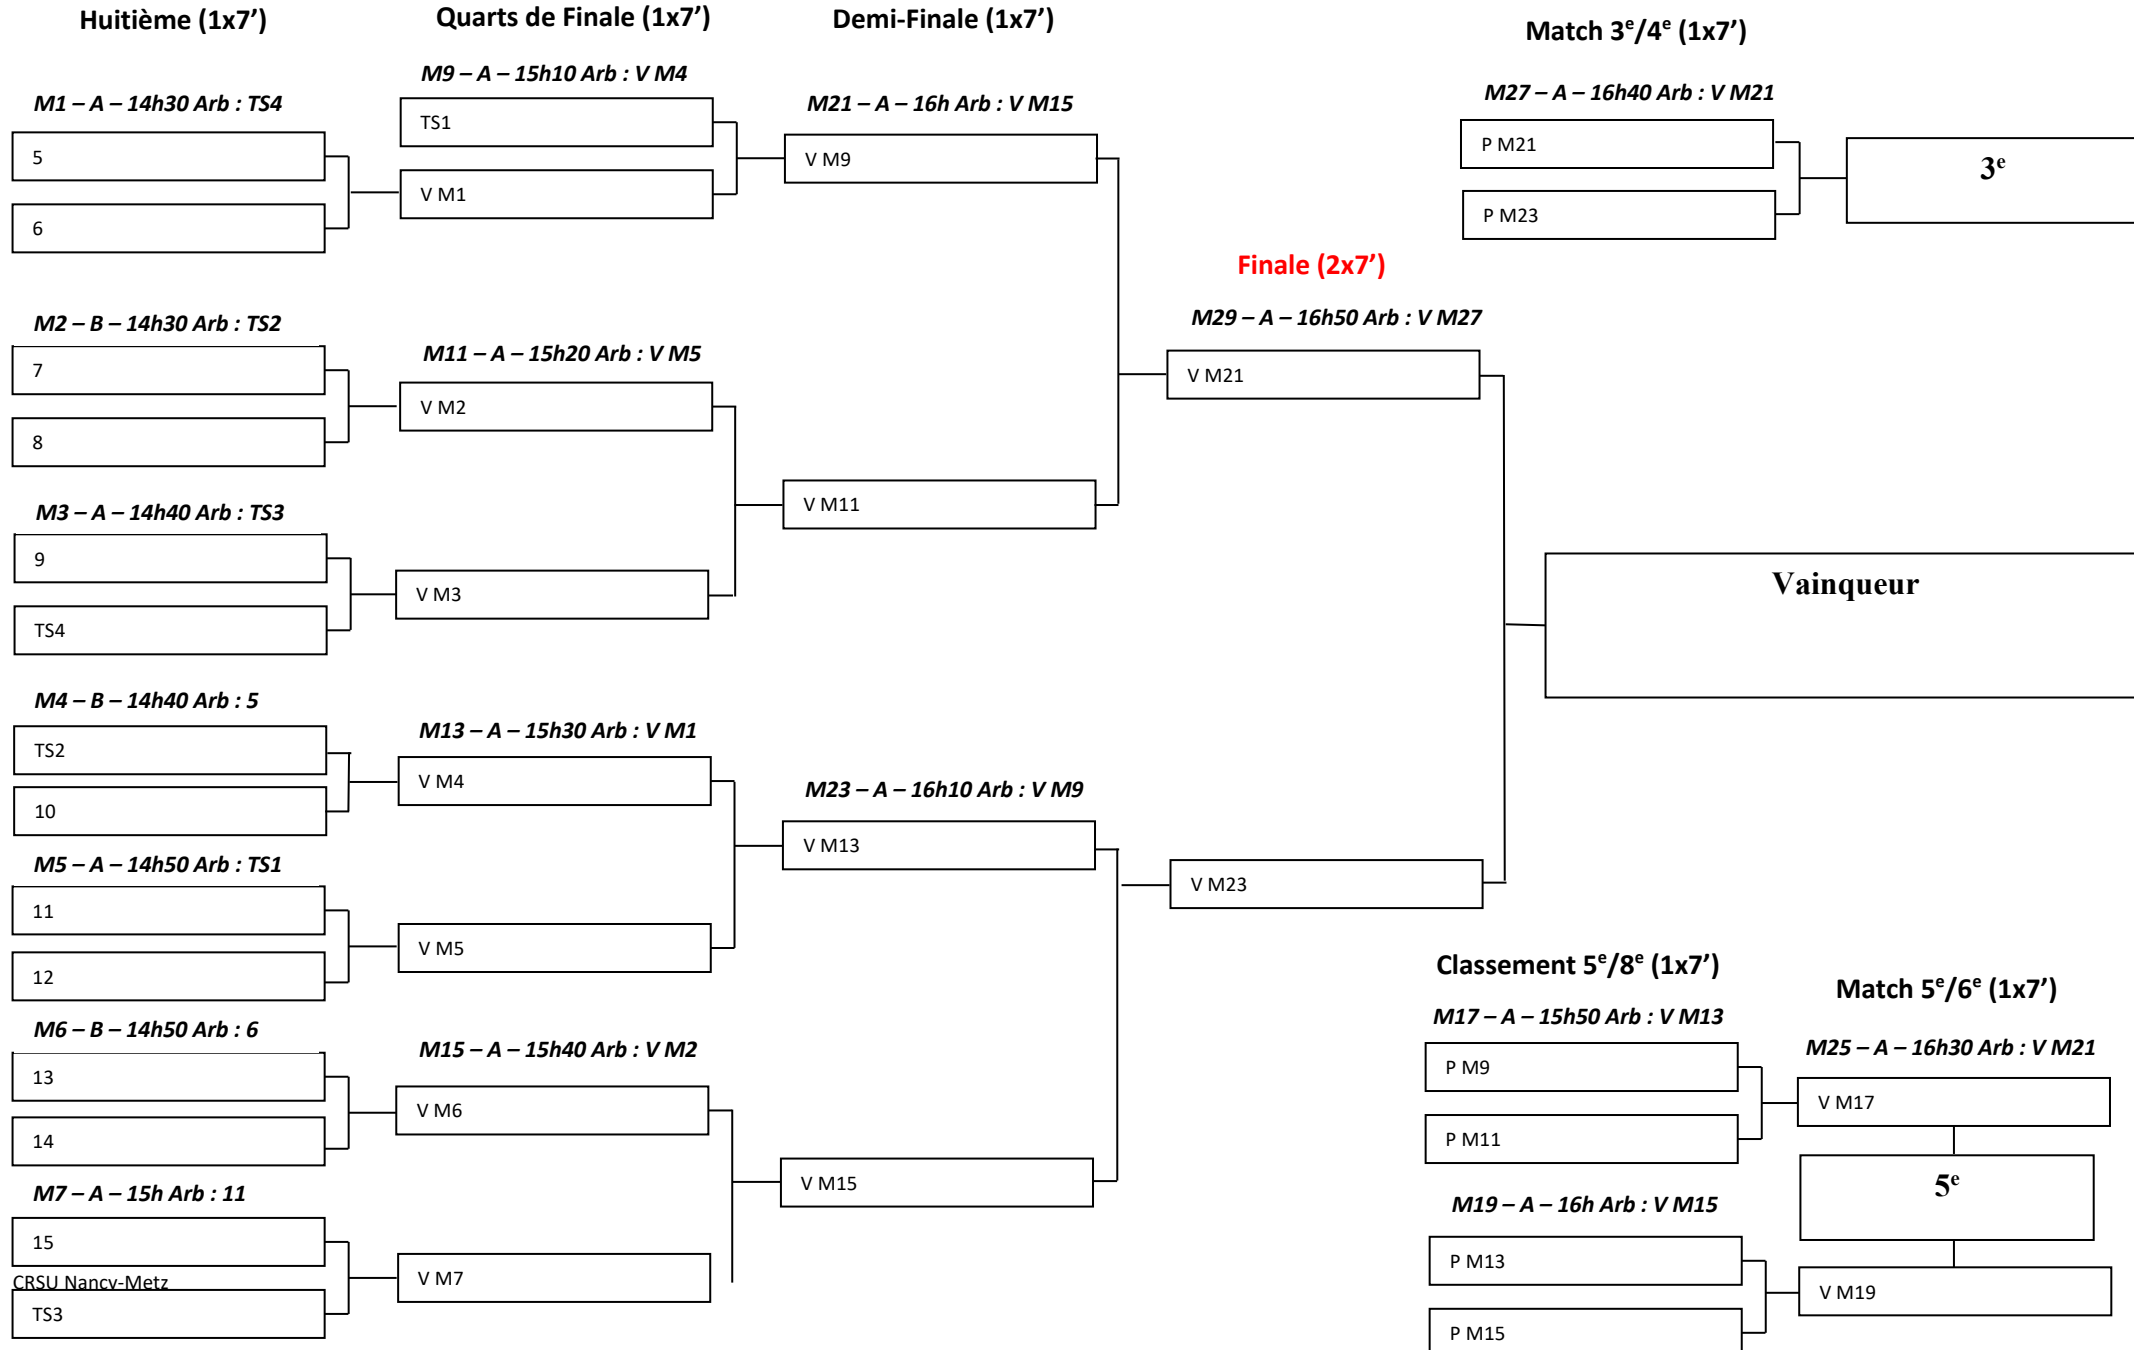 Huitième (1x7’)
Quarts de Finale (1x7’)
Demi-Finale (1x7’)
Match 3e/4e (1x7’)
M1 – A – 14h30 Arb : TS4
5
6
M2 – B – 14h30 Arb : TS2
7
8
M3 – A – 14h40 Arb : TS3
9
TS4
M4 – B – 14h40 Arb : 5
TS2
10
M5 – A – 14h50 Arb : TS1
11
12
M6 – B – 14h50 Arb : 6
13
14
M7 – A – 15h Arb : 11
15
CRSU Nancy-Metz
TS3
M9 – A – 15h10 Arb : V M4
TS1
V M1
M11 – A – 15h20 Arb : V M5
V M2
V M3
M13 – A – 15h30 Arb : V M1
V M4
V M5
M15 – A – 15h40 Arb : V M2
V M6
V M7
M21 – A – 16h Arb : V M15
V M9
V M11
M23 – A – 16h10 Arb : V M9
V M13
V M15
Finale (2x7’)
M29 – A – 16h50 Arb : V M27
V M21
V M23
Vainqueur
M27 – A – 16h40 Arb : V M21
P M21
P M23
3e
Classement 5e/8e (1x7’)
M17 – A – 15h50 Arb : V M13
P M9
P M11
M19 – A – 16h Arb : V M15
P M13
P M15
Match 5e/6e (1x7’)
M25 – A – 16h30 Arb : V M21
V M17
5e
V M19